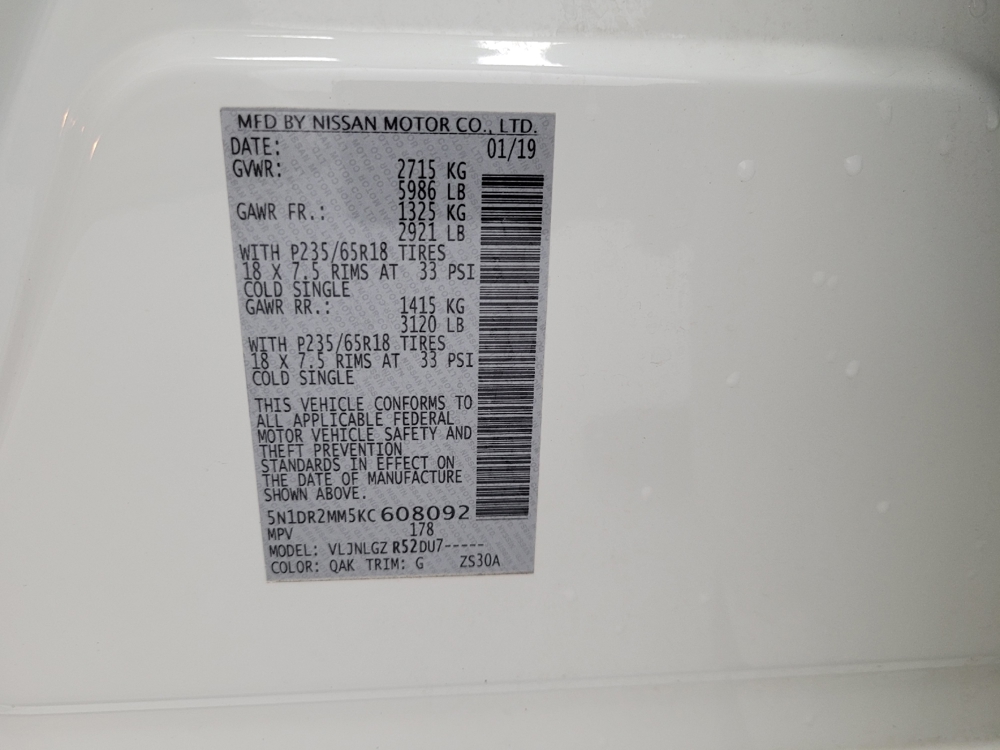 MFD BY NISSAN MOTOR CO., LTD.
DATE: 01/19
GVWR: 2715 KG
5986 LB
GAWR FR.: 1325 KG
2921 LB
WITH P235/65R18 TIRES
18 X 7.5 RIMS AT 33 PSI
COLD SINGLE
GAWR RR.: 1415 KG
3120 LB
WITH P235/65R18 TIRES
18 X 7.5 RIMS AT 33 PSI
COLD SINGLE
THIS VEHICLE CONFORMS TO
ALL APPLICABLE FEDERAL
MOTOR VEHICLE SAFETY AND
THEFT PREVENTION
STANDARDS IN EFFECT ON
THE DATE OF MANUFACTURE
SHOWN ABOVE.
5N1DR2MM5KC608092
MPV 178
MODEL: VLJNLGZ R52DU7-----
COLOR: QAK TRIM: G ZS30A